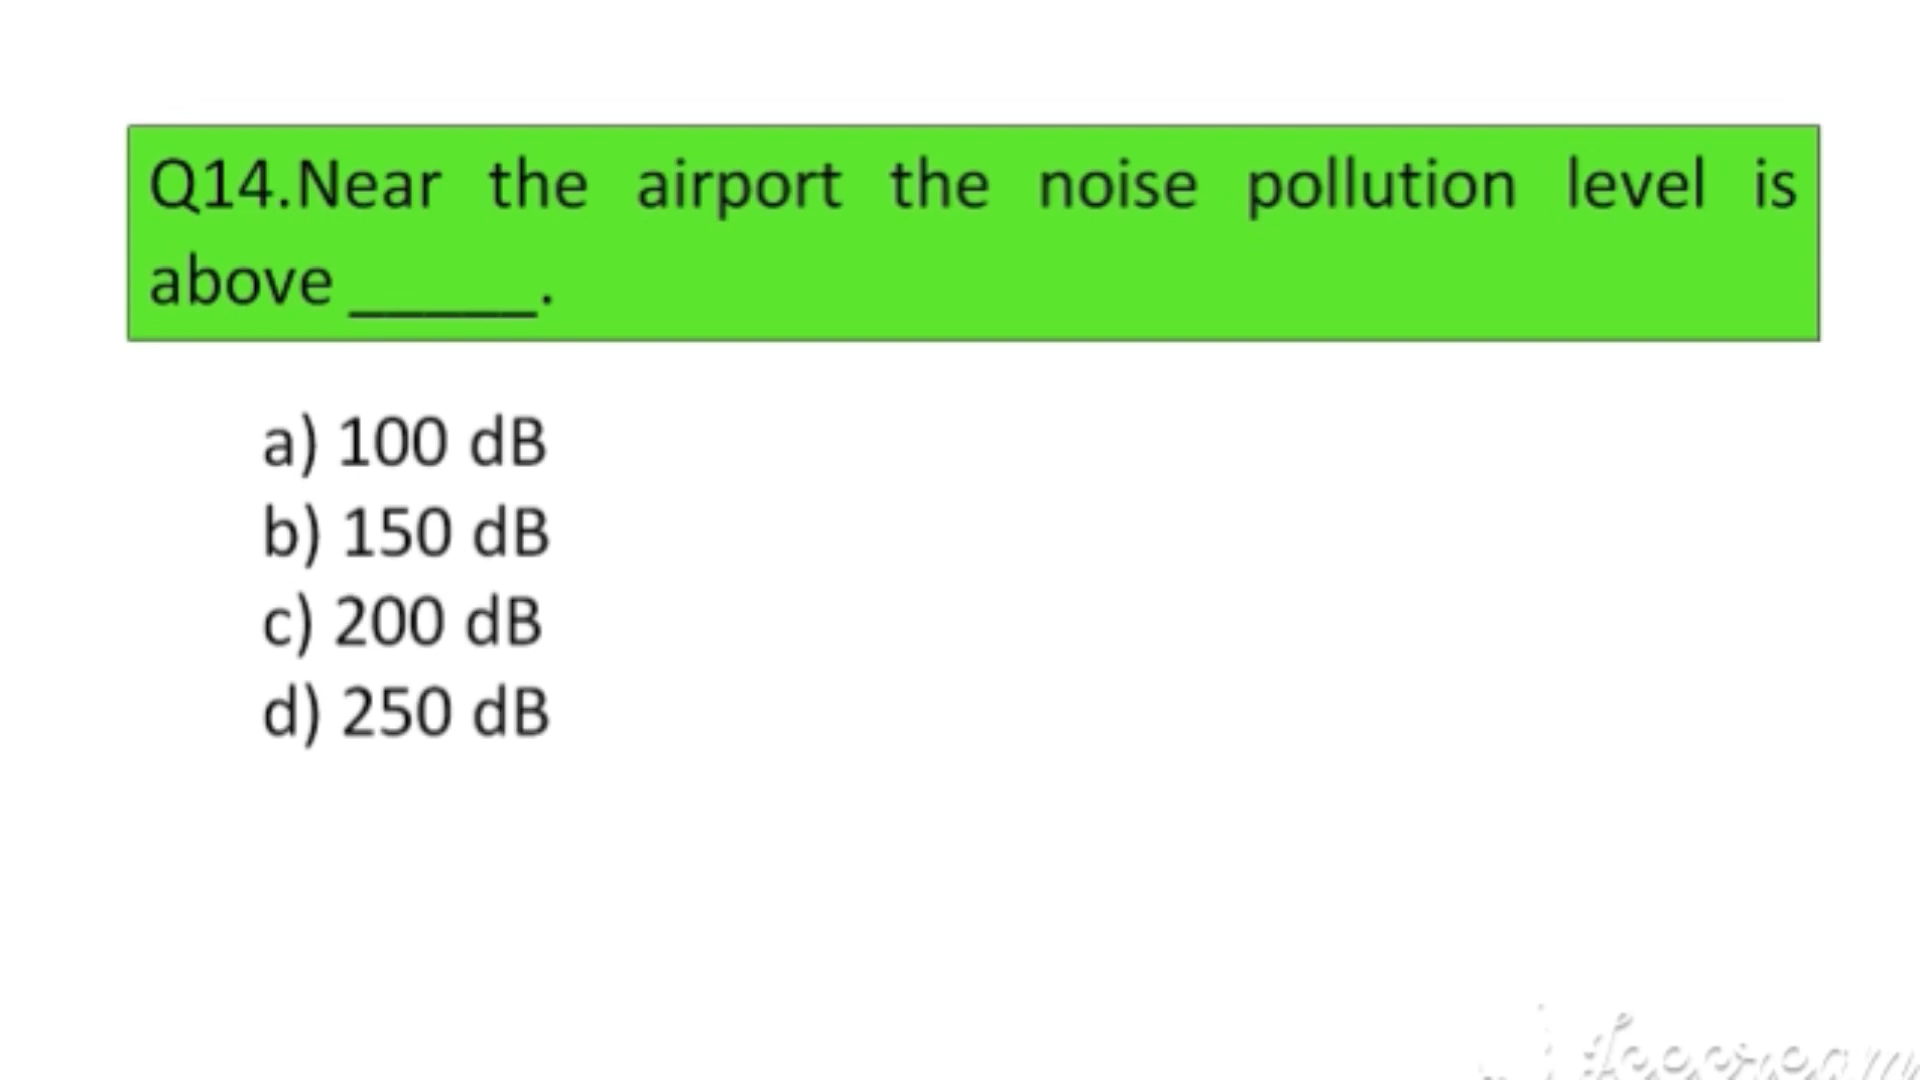 Q14.Near the airport the noise pollution level is
above _____.
a) 100 dB
b) 150 dB
c) 200 dB
d) 250 dB